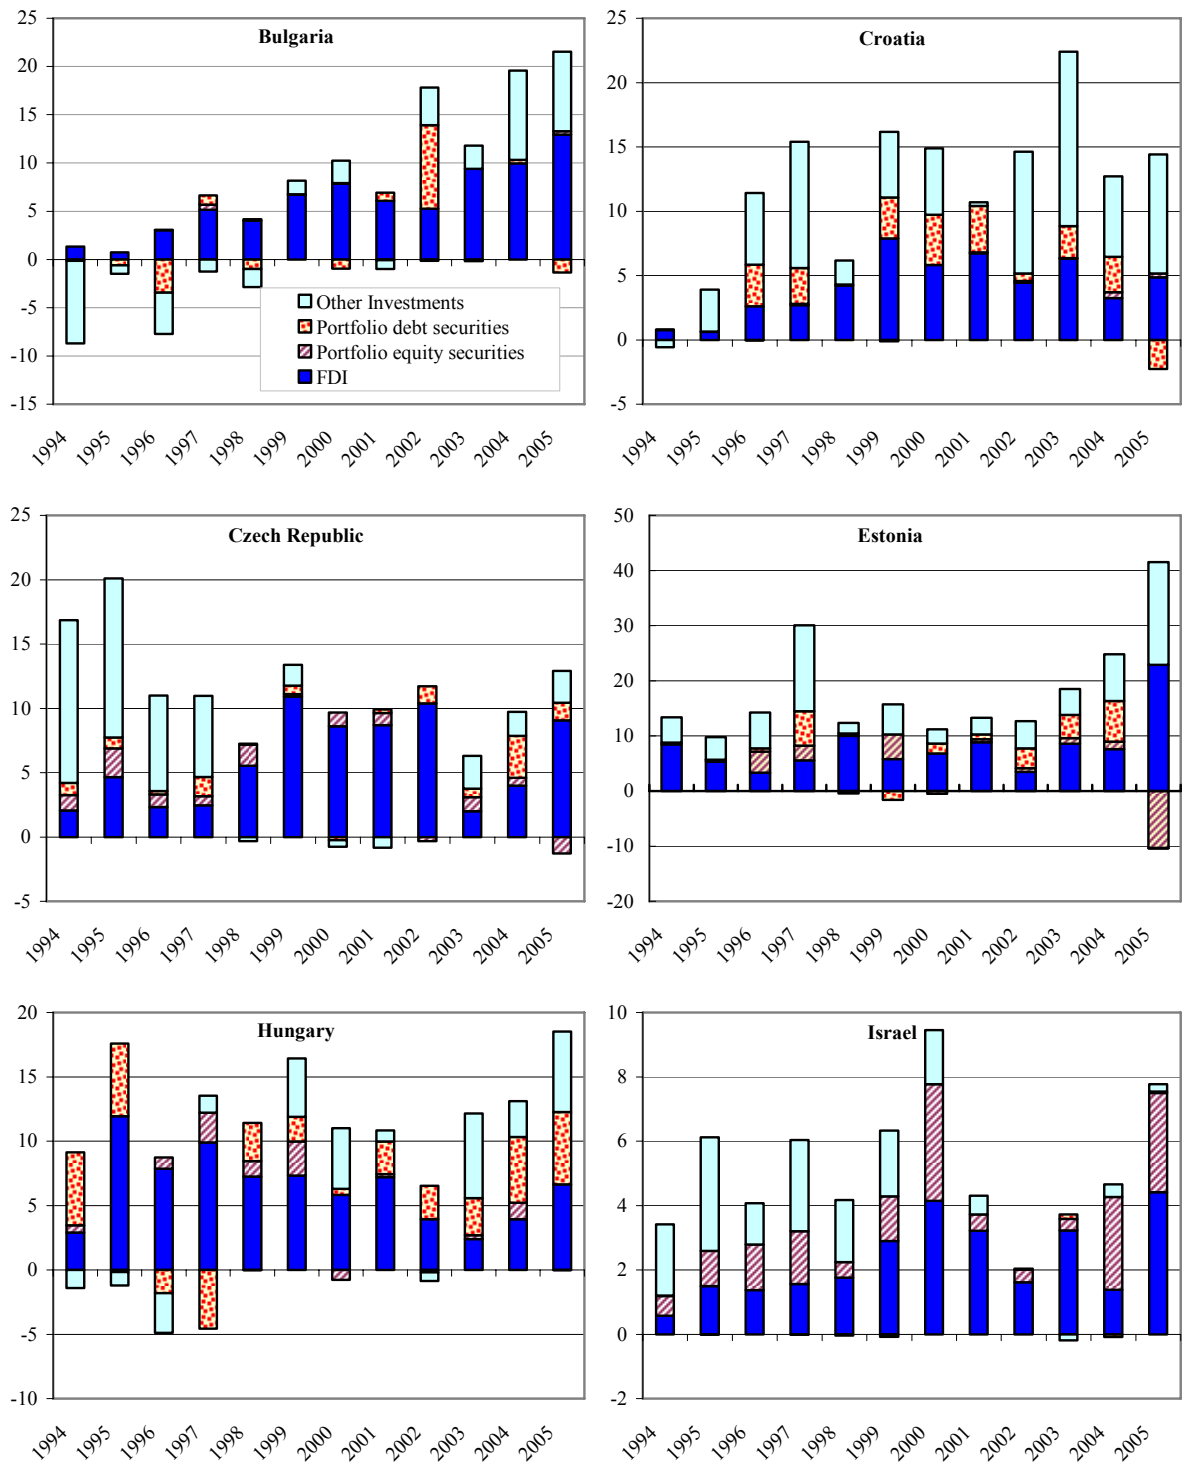 Bulgaria
25
20
15
10
5
0
-5
-10
-15
Other Investments
Portfolio debt securities
Portfolio equity securities
FDI
1994 1995 1996 1997 1998 1999 2000 2001 2002 2003 2004 2005
Croatia
25
20
15
10
5
0
-5
1994 1995 1996 1997 1998 1999 2000 2001 2002 2003 2004 2005
Czech Republic
25
20
15
10
5
0
-5
1994 1995 1996 1997 1998 1999 2000 2001 2002 2003 2004 2005
Estonia
50
40
30
20
10
0
-10
-20
1994 1995 1996 1997 1998 1999 2000 2001 2002 2003 2004 2005
Hungary
20
15
10
5
0
-5
-10
1994 1995 1996 1997 1998 1999 2000 2001 2002 2003 2004 2005
Israel
10
8
6
4
2
0
-2
1994 1995 1996 1997 1998 1999 2000 2001 2002 2003 2004 2005